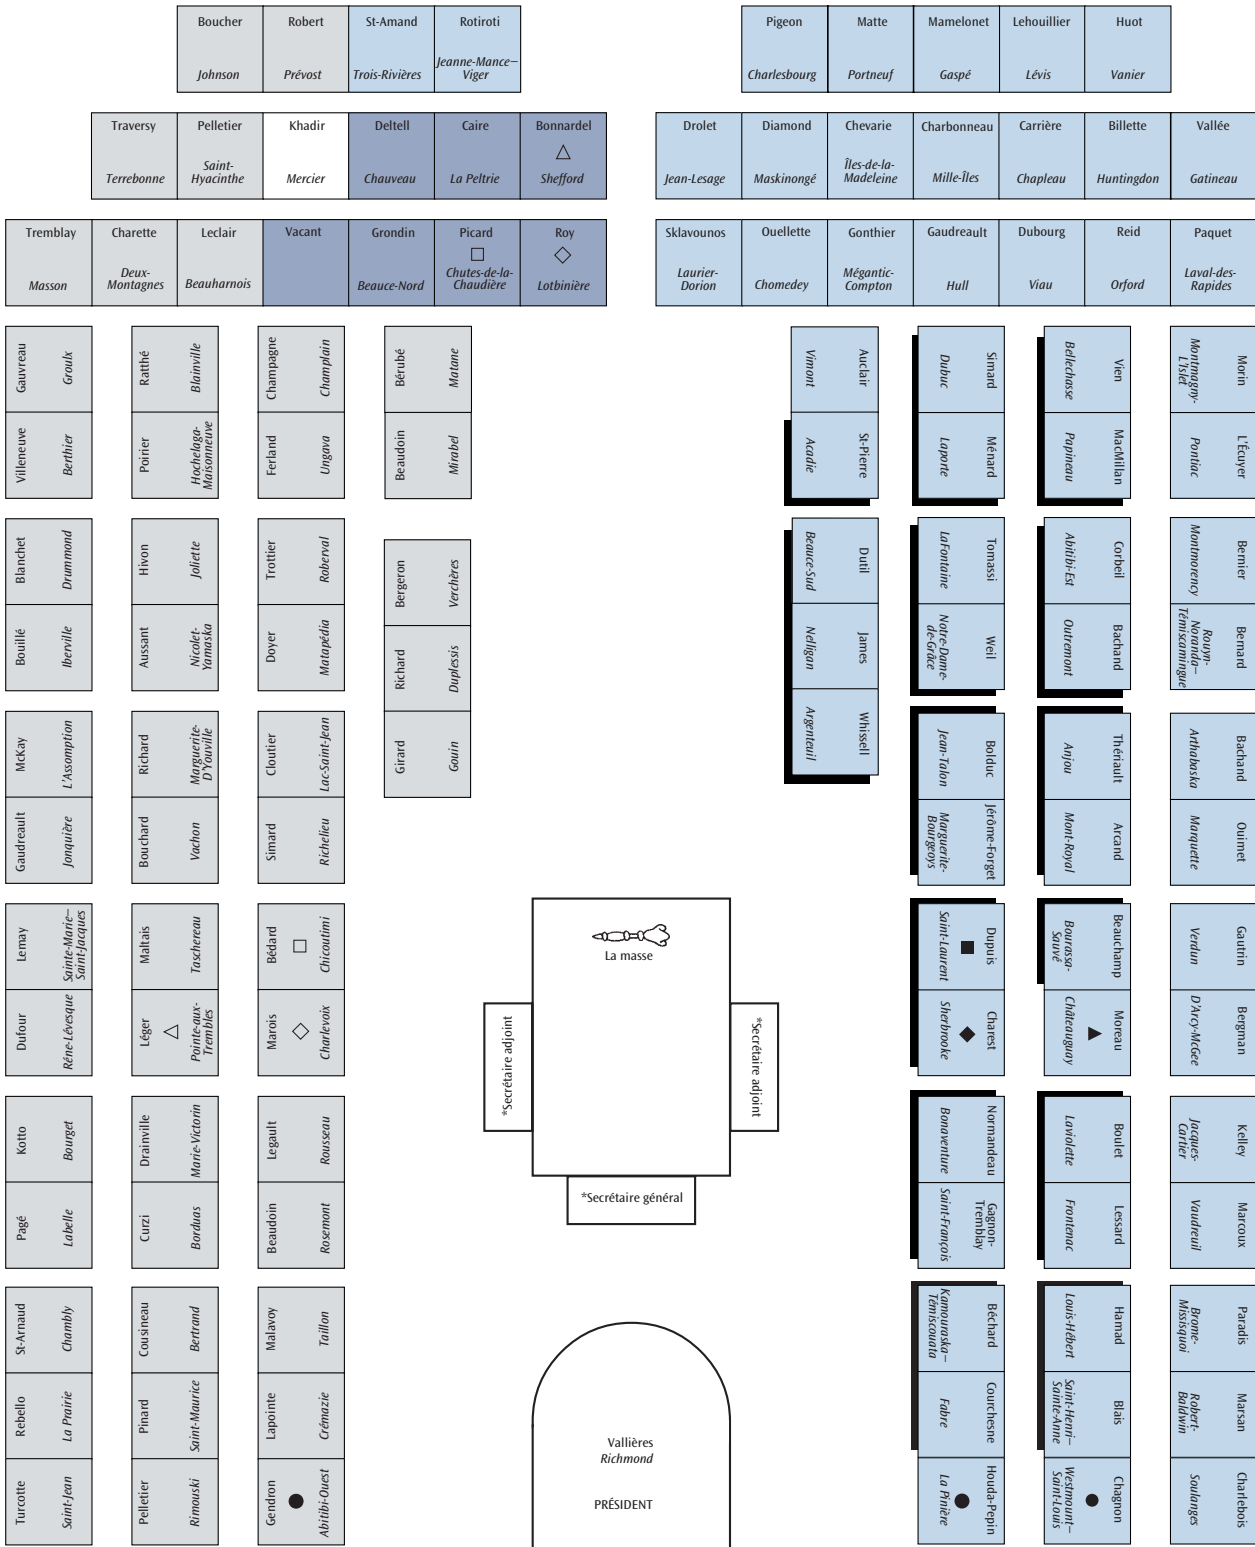 Boucher
Johnson
Robert
Prévost
St-Amand
Trois-Rivières
Rotiroti
Jeanne-Mance–
Viger
Pigeon
Charlesbourg
Matte
Portneuf
Mamelonet
Gaspé
Lehouillier
Lévis
Huot
Vanier
Traversy
Terrebonne
Pelletier
Saint-
Hyacinthe
Khadir
Mercier
Deltell
Chauveau
Caire
La Peltrie
Bonnardel
Shefford
Drolet
Jean-Lesage
Diamond
Maskinongé
Chevarie
Îles-de-la-
Madeleine
Charbonneau
Mille-Îles
Carrière
Chapleau
Billette
Huntingdon
Vallée
Gatineau
Tremblay
Masson
Charette
Deux-
Montagnes
Leclair
Beauharnois
Vacant
Grondin
Beauce-Nord
Picard
Chutes-de-la-
Chaudière
Roy
Lotbinière
Sklavounos
Laurier-
Dorion
Ouellette
Chomedey
Gonthier
Mégantic-
Compton
Gaudreault
Hull
Dubourg
Viau
Reid
Orford
Paquet
Laval-des-
Rapides
Gauvreau
Groulx
Villeneuve
Berthier
Ratthé
Blainville
Poirier
Hochelaga-
Maisonneuve
Champagne
Champlain
Ferland
Ungava
Bérubé
Matane
Beaudoin
Mirabel
Auclair
Vimont
St-Pierre
Acadie
Simard
Dubuc
Ménard
Laporte
Vien
Bellechasse
MacMillan
Papineau
Morin
Montmagny-
L'Islet
L'Écuyer
Pontiac
Blanchet
Drummond
Bouillé
Iberville
Hivon
Joliette
Aussant
Nicolet-
Yamaska
Trottier
Roberval
Doyer
Matapédia
Bergeron
Verchères
Richard
Duplessis
Girard
Gouin
Dutil
Beauce-Sud
James
Nelligan
Whissell
Argenteuil
Tomassi
LaFontaine
Weil
Notre-Dame-
de-Grâce
Corbeil
Abitibi-Est
Bachand
Outremont
Bernier
Montmorency
Bernard
Rouyn-
Noranda–
Témiscamingue
McKay
L'Assomption
Gaudreault
Jonquière
Richard
Marguerite-
D'Youville
Bouchard
Vachon
Cloutier
Lac-Saint-Jean
Simard
Richelieu
Bolduc
Jean-Talon
Jérôme-Forget
Marguerite-
Bourgeoys
Thériault
Anjou
Arcand
Mont-Royal
Bachand
Arthabaska
Ouimet
Marquette
Lemay
Sainte-Marie–
Saint-Jacques
Dufour
Réne-Lévesque
Maltais
Taschereau
Léger
Pointe-aux-
Trembles
Bédard
Chicoutimi
Marois
Charlevoix
La masse
*Secrétaire adjoint
*Secrétaire adjoint
*Secrétaire général
Dupuis
Saint-Laurent
Charest
Sherbrooke
Beauchamp
Bourassa-
Sauvé
Moreau
Châteauguay
Gautrin
Verdun
Bergman
D'Arcy-McGee
Kotto
Bourget
Pagé
Labelle
Drainville
Marie-Victorin
Curzi
Borduas
Legault
Rousseau
Beaudoin
Rosemont
Normandeau
Bonaventure
Gagnon-
Tremblay
Saint-François
Boulet
Laviolette
Lessard
Frontenac
Kelley
Jacques-
Cartier
Marcoux
Vaudreuil
St-Arnaud
Chambly
Rebello
La Prairie
Turcotte
Saint-Jean
Cousineau
Bertrand
Pinard
Saint-Maurice
Pelletier
Rimouski
Malavoy
Taillon
Lapointe
Crémazie
Gendron
Abitibi-Ouest
Vallières
Richmond
PRÉSIDENT
Béchard
Kamouraska–
Témiscouata
Courchesne
Fabre
Houda-Pepin
La Pinière
Hamad
Louis-Hébert
Blais
Saint-Henri–
Sainte-Anne
Chagnon
Westmount–
Saint-Louis
Paradis
Brome-
Missisquoi
Marsan
Robert-
Baldwin
Charlebois
Soulanges